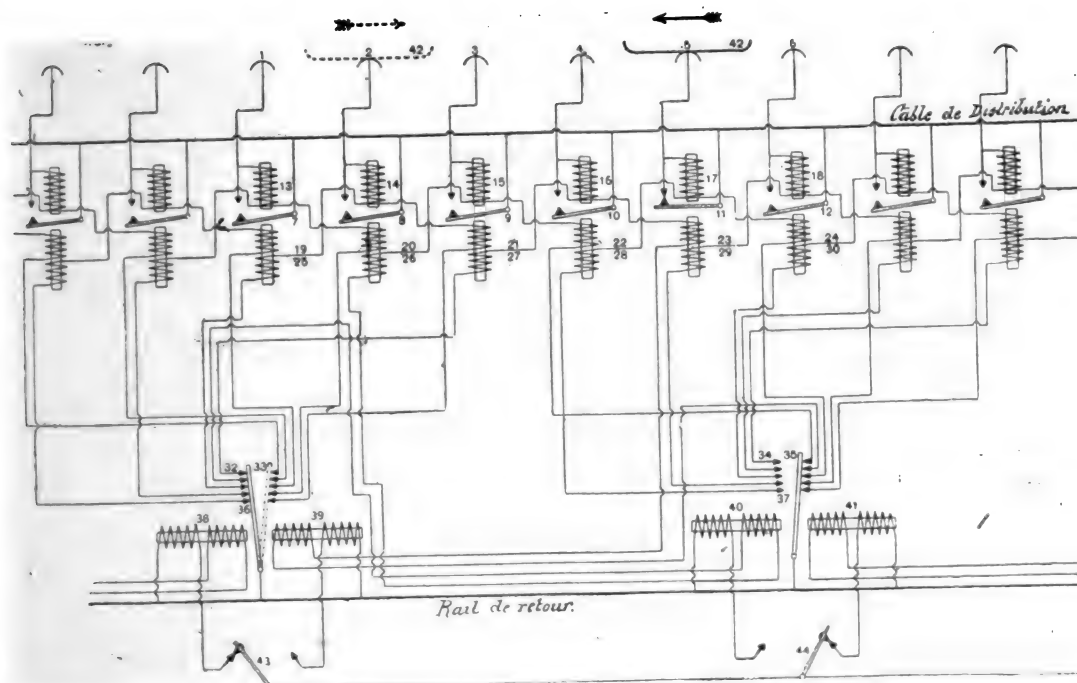 1 2 42 3 4 5 42 6
Cable de Distribution
13 14 15 16 17 18
7 8 9 10 11 12
19 20 21 22 23 24
25 26 27 28 29 30
32 33 34 35
36 37
38 39 40 41
Rail de retour.
43 44